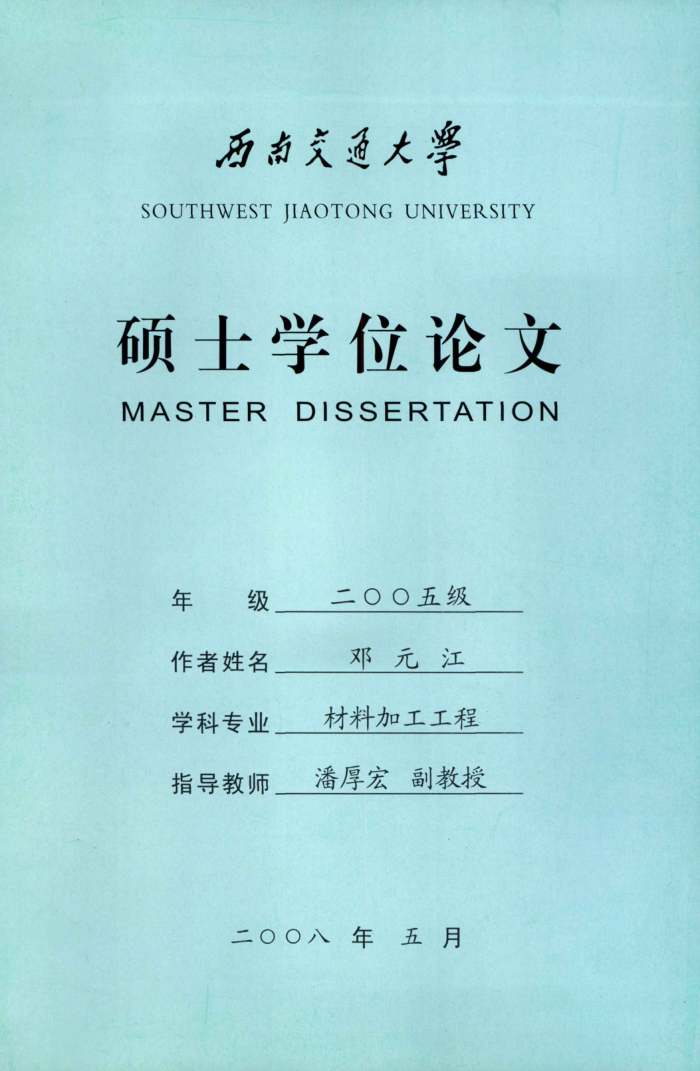 西南交通大學
SOUTHWEST JIAOTONG UNIVERSITY
硕士学位论文
MASTER DISSERTATION
年 级 二〇〇五级
作者姓名 邓 元 江
学科专业 材料加工工程
指导教师 潘厚宏 副教授
二〇〇八 年 五 月